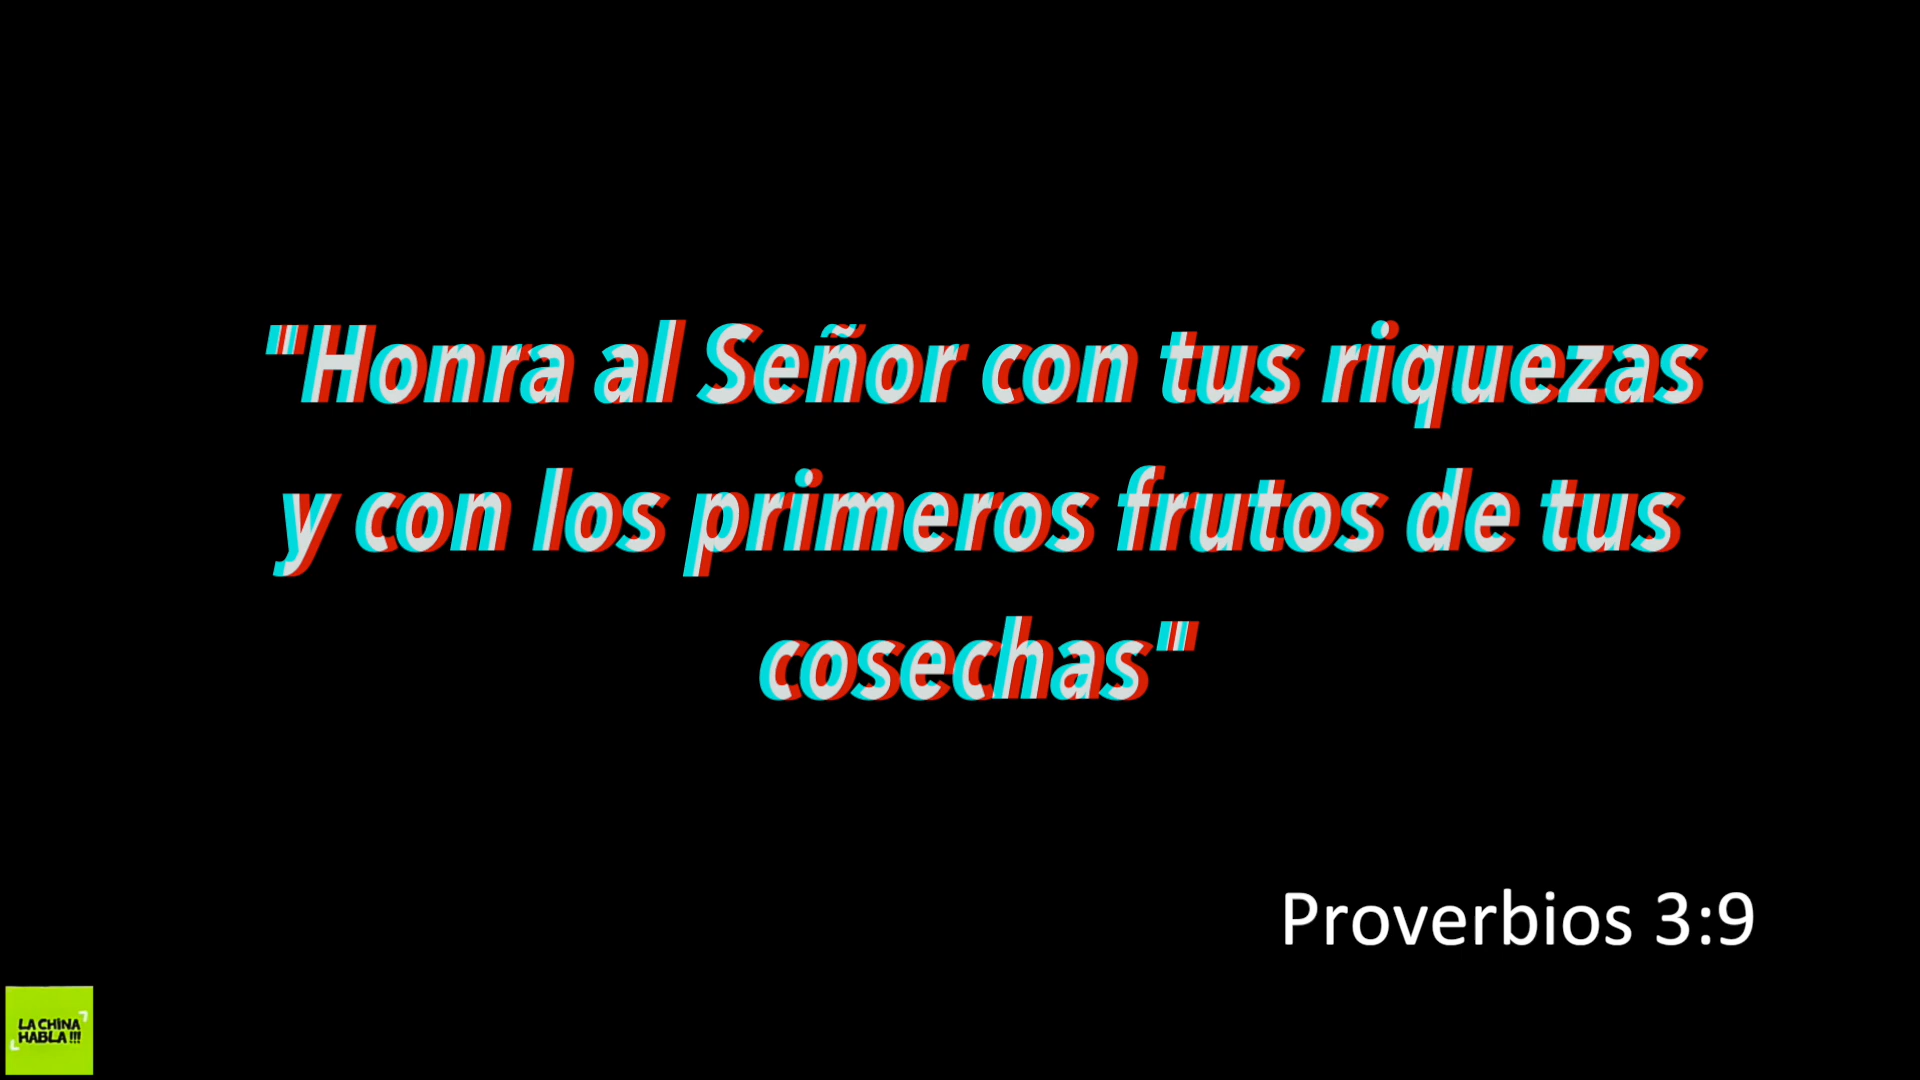 "Honra al Señor con tus riquezas
y con los primeros frutos de tus
cosechas"
Proverbios 3:9
LA CHINA
HABLA !!!